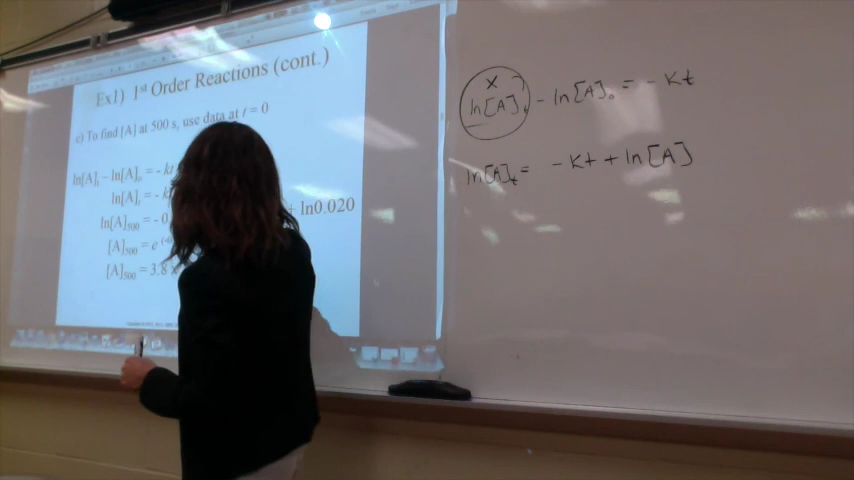 Ex1) 1st Order Reactions (cont.)
c) To find [A] at 500 s, use data at t = 0
ln[A]t – ln[A]o = - kt
ln[A]t = - k
+ ln0.020
ln[A]500 = - 0
[A]500 = e
[A]500 = 3.8
x
ln[A]t - ln[A]o = - Kt
ln[A]t = - Kt + ln[A]